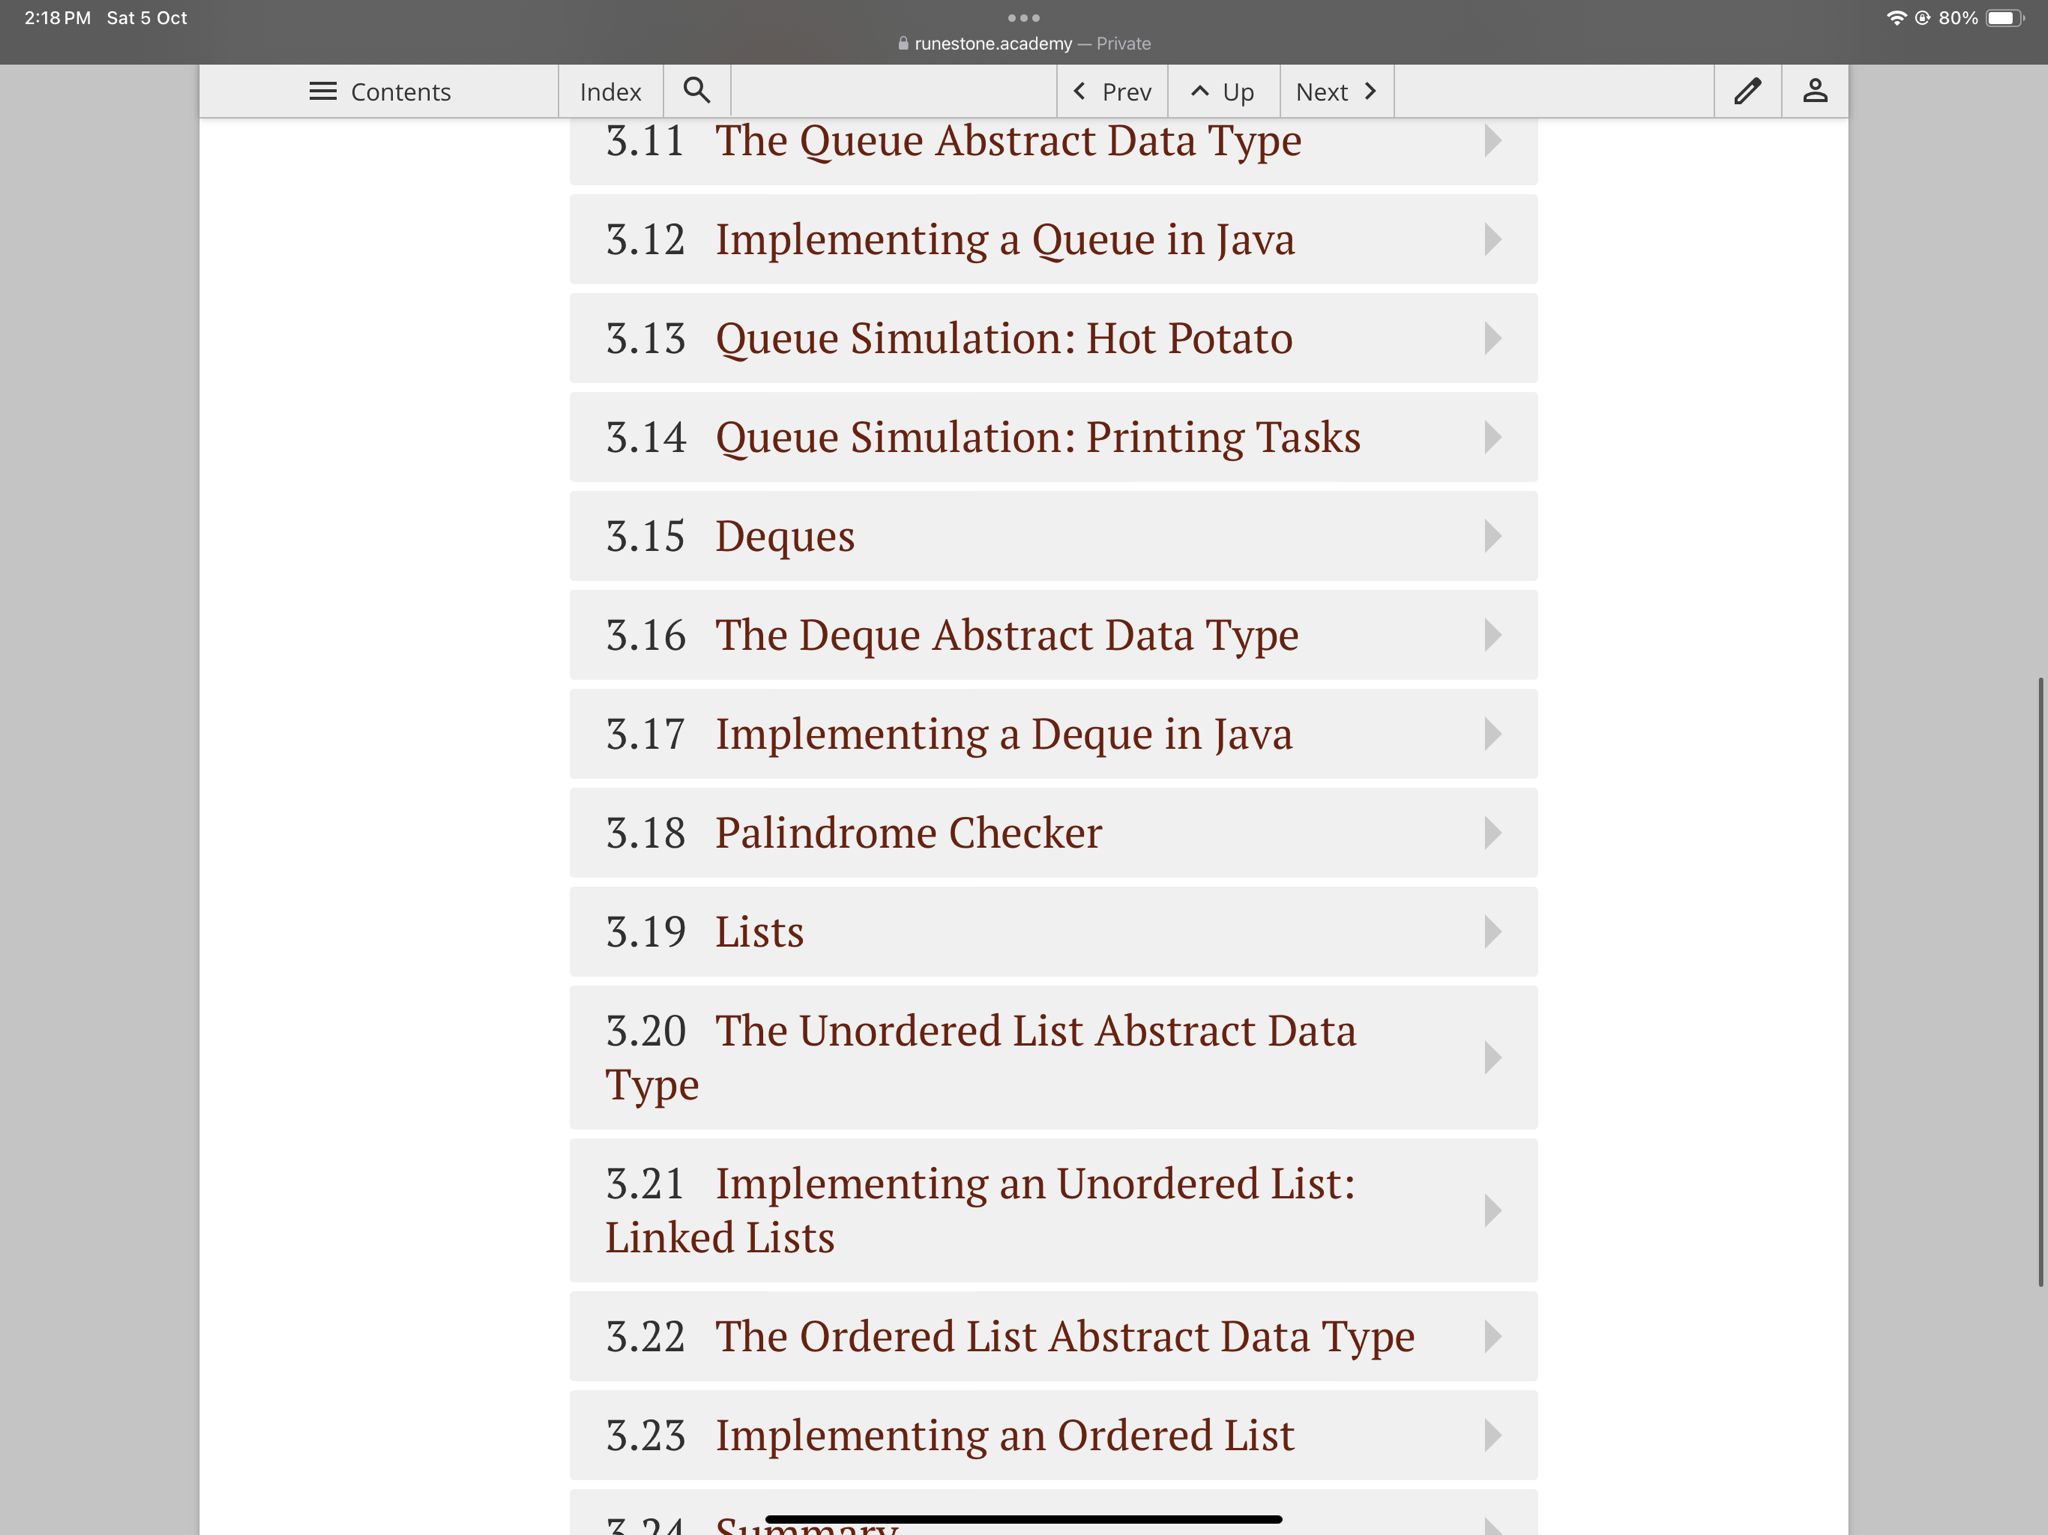 2:18 PM Sat 5 Oct
80%
runestone.academy — Private
Contents
Index
Prev
Up
Next
3.11 The Queue Abstract Data Type
3.12 Implementing a Queue in Java
3.13 Queue Simulation: Hot Potato
3.14 Queue Simulation: Printing Tasks
3.15 Deques
3.16 The Deque Abstract Data Type
3.17 Implementing a Deque in Java
3.18 Palindrome Checker
3.19 Lists
3.20 The Unordered List Abstract Data
Type
3.21 Implementing an Unordered List:
Linked Lists
3.22 The Ordered List Abstract Data Type
3.23 Implementing an Ordered List
3.24 Summary